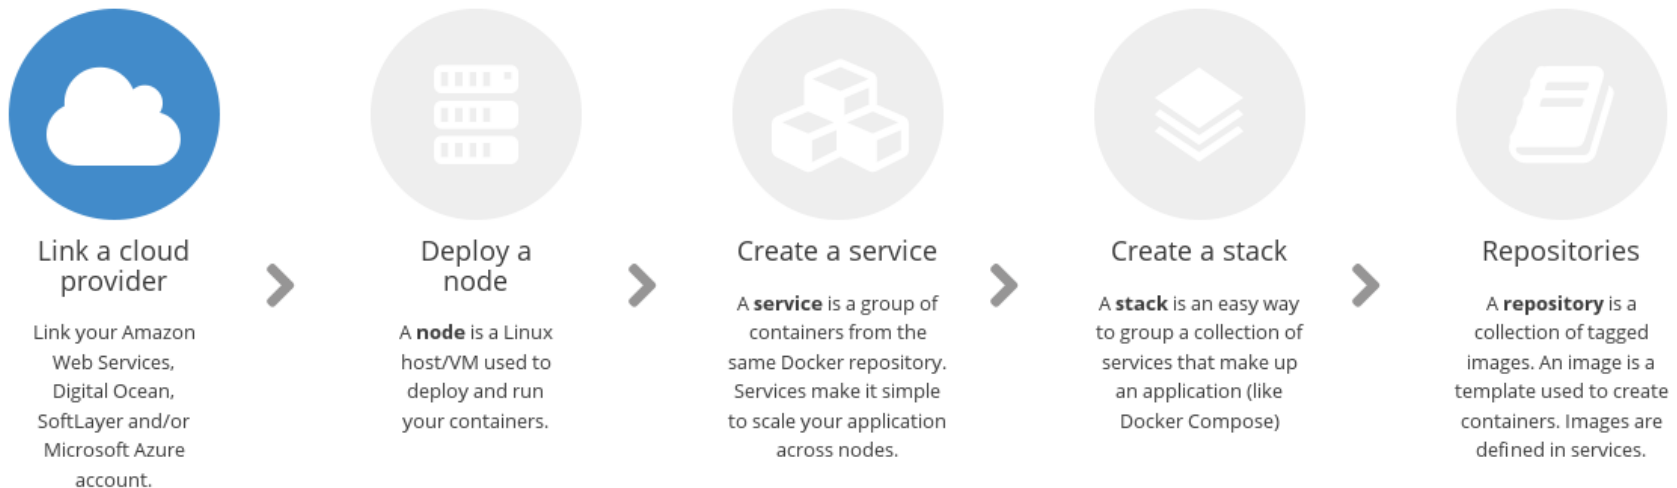 Link a cloud
provider
Link your Amazon
Web Services,
Digital Ocean,
SoftLayer and/or
Microsoft Azure
account.
Deploy a
node
A node is a Linux
host/VM used to
deploy and run
your containers.
Create a service
A service is a group of
containers from the
same Docker repository.
Services make it simple
to scale your application
across nodes.
Create a stack
A stack is an easy way
to group a collection of
services that make up
an application (like
Docker Compose)
Repositories
A repository is a
collection of tagged
images. An image is a
template used to create
containers. Images are
defined in services.